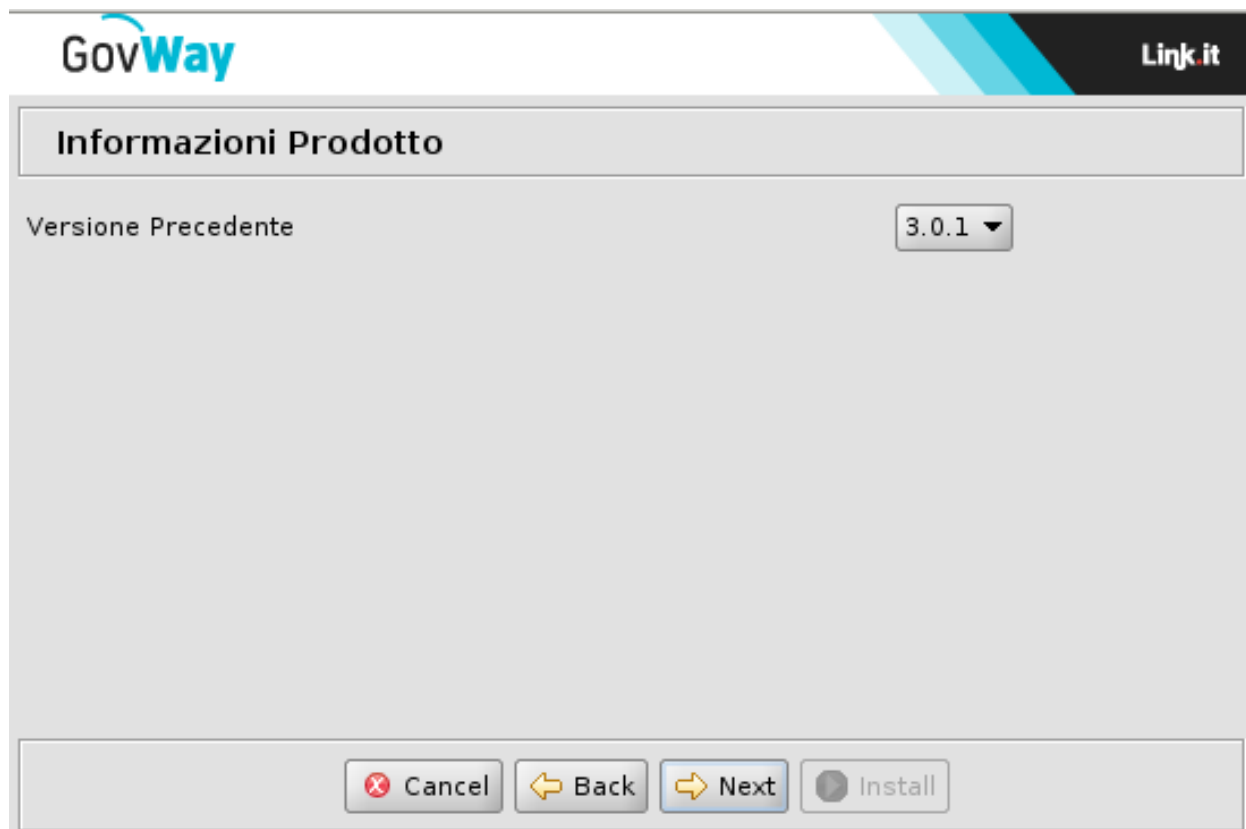 GovWay
Link.it
Informazioni Prodotto
Versione Precedente
3.0.1
Cancel
Back
Next
Install